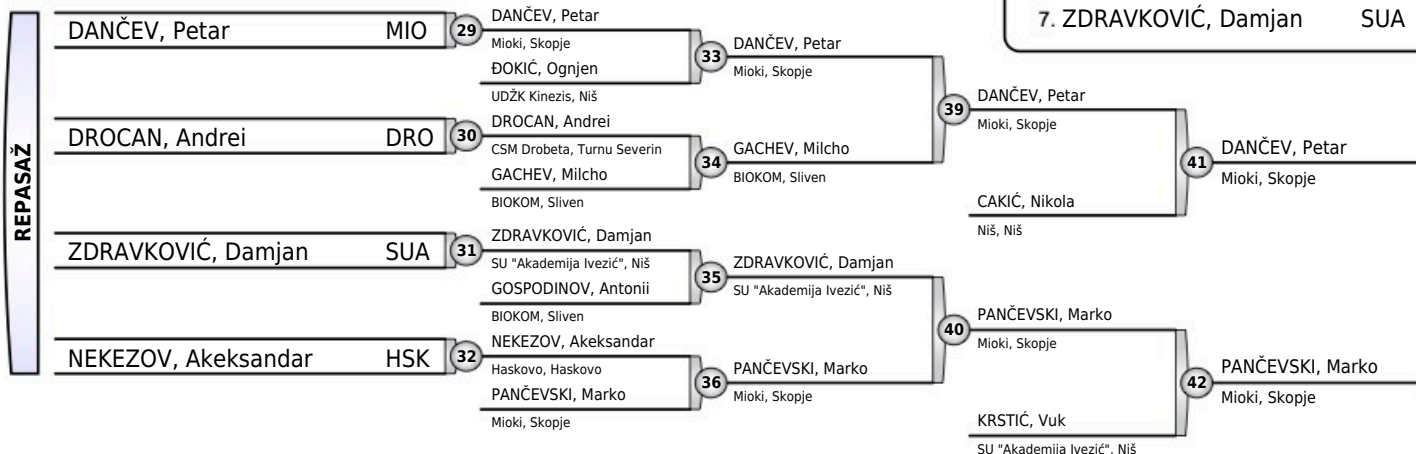 7. ZDRAVKOVIĆ, Damjan SUA
REPASAŽ
DANČEV, Petar MIO
29
DROCAN, Andrei DRO
30
ZDRAVKOVIĆ, Damjan SUA
31
NEKEZOV, Akeksandar HSK
32
DANČEV, Petar
Mioki, Skopje
ĐOKIĆ, Ognjen
UDŽK Kinezis, Niš
33
DROCAN, Andrei
CSM Drobeta, Turnu Severin
GACHEV, Milcho
BIOKOM, Sliven
34
ZDRAVKOVIĆ, Damjan
SU "Akademija Ivezić", Niš
GOSPODINOV, Antonii
BIOKOM, Sliven
35
NEKEZOV, Akeksandar
Haskovo, Haskovo
PANČEVSKI, Marko
Mioki, Skopje
36
DANČEV, Petar
Mioki, Skopje
GACHEV, Milcho
BIOKOM, Sliven
39
ZDRAVKOVIĆ, Damjan
SU "Akademija Ivezić", Niš
PANČEVSKI, Marko
Mioki, Skopje
40
DANČEV, Petar
Mioki, Skopje
CAKIĆ, Nikola
Niš, Niš
41
PANČEVSKI, Marko
Mioki, Skopje
KRSTIĆ, Vuk
SU "Akademija Ivezić", Niš
42
DANČEV, Petar
Mioki, Skopje
PANČEVSKI, Marko
Mioki, Skopje